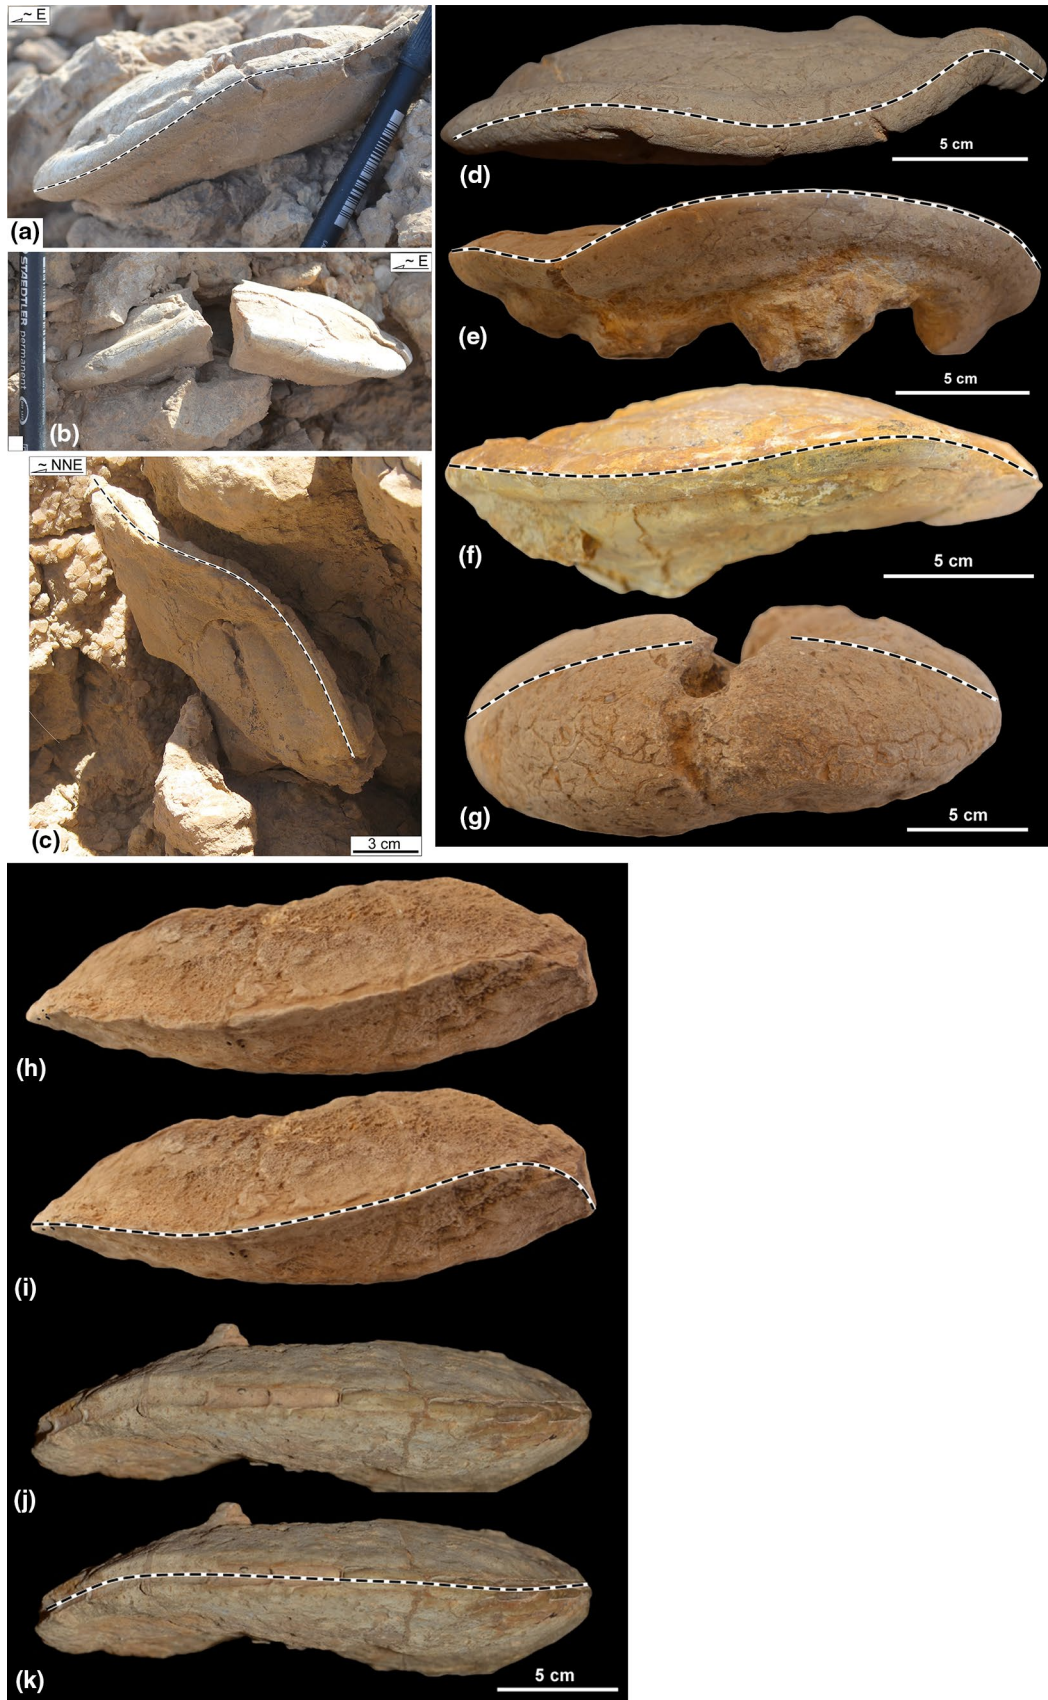 ~ E
(a)
~ E
STAEDTLER permanent
(b)
~ NNE
(c)
3 cm
5 cm
(d)
(e)
5 cm
(f)
5 cm
(g)
5 cm
(h)
(i)
(j)
(k)
5 cm